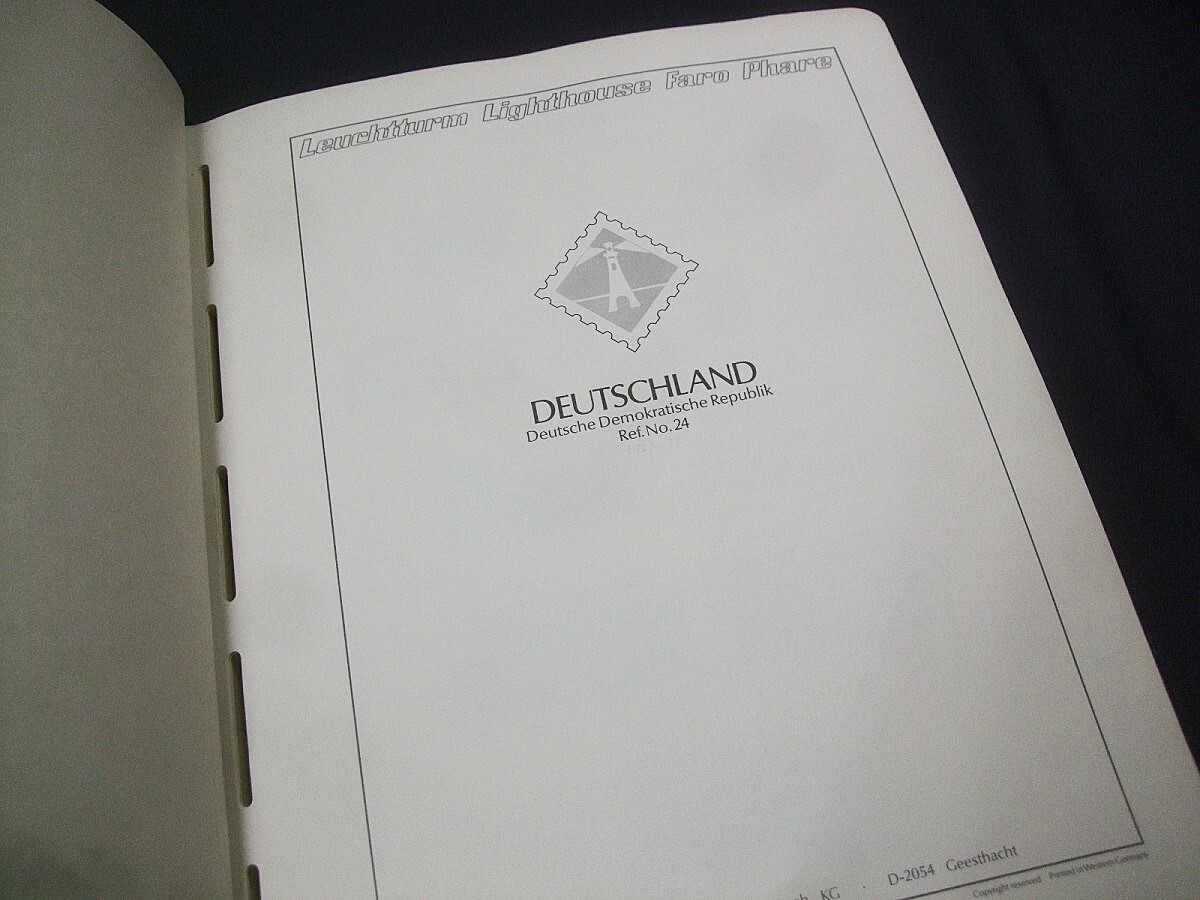 Leuchtturm Lighthouse Faro Phare
DEUTSCHLAND
Deutsche Demokratische Republik
Ref. No. 24
KG · D-2054 Geesthacht
Copyright reserved Printed in Western Germany